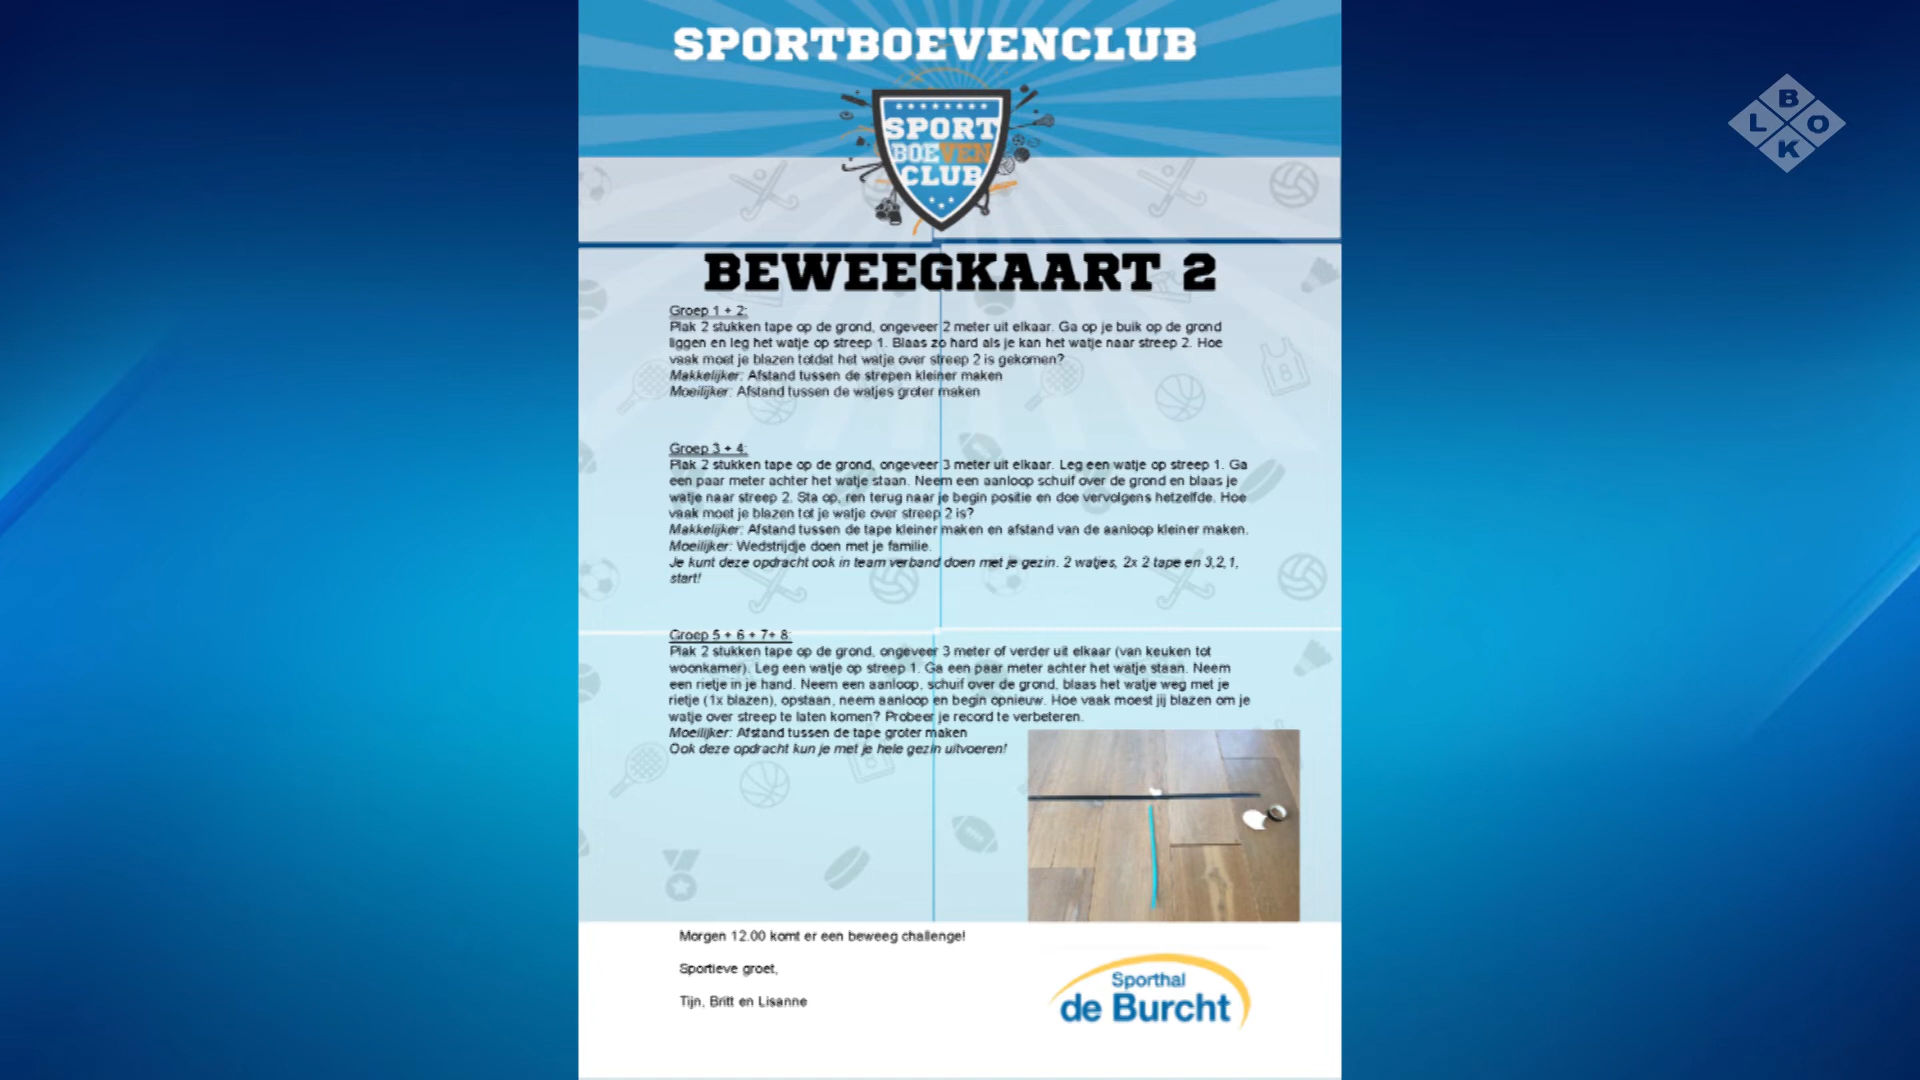 SPORTBOEVENCLUB
SPORT
BOEVEN
CLUB
B
L O
K
BEWEEGKAART 2
Groep 1 + 2:
Plak 2 stukken tape op de grond, ongeveer 2 meter uit elkaar. Ga op je buik op de grond
liggen en leg het watje op streep 1. Blaas zo hard als je kan het watje naar streep 2. Hoe
vaak moet je blazen totdat het watje over streep 2 is gekomen?
Makkelijker: Afstand tussen de strepen kleiner maken
Moeilijker: Afstand tussen de watjes groter maken
Groep 3 + 4:
Plak 2 stukken tape op de grond, ongeveer 3 meter uit elkaar. Leg een watje op streep 1. Ga
een paar meter achter het watje staan. Neem een aanloop schuif over de grond en blaas je
watje naar streep 2. Sta op, ren terug naar je begin positie en doe vervolgens hetzelfde. Hoe
vaak moet je blazen tot je watje over streep 2 is?
Makkelijker: Afstand tussen de tape kleiner maken en afstand van de aanloop kleiner maken.
Moeilijker: Wedstrijdje doen met je familie.
Je kunt deze opdracht ook in team verband doen met je gezin. 2 watjes, 2x 2 tape en 3,2,1,
start!
Groep 5 + 6 + 7+ 8:
Plak 2 stukken tape op de grond, ongeveer 3 meter of verder uit elkaar (van keuken tot
woonkamer). Leg een watje op streep 1. Ga een paar meter achter het watje staan. Neem
een rietje in je hand. Neem een aanloop, schuif over de grond, blaas het watje weg met je
rietje (1x blazen), opstaan, neem aanloop en begin opnieuw. Hoe vaak moest jij blazen om je
watje over streep te laten komen? Probeer je record te verbeteren.
Moeilijker: Afstand tussen de tape groter maken
Ook deze opdracht kun je met je hele gezin uitvoeren!
Morgen 12.00 komt er een beweeg challenge!
Sportieve groet,
Tijn, Britt en Lisanne
Sporthal
de Burcht